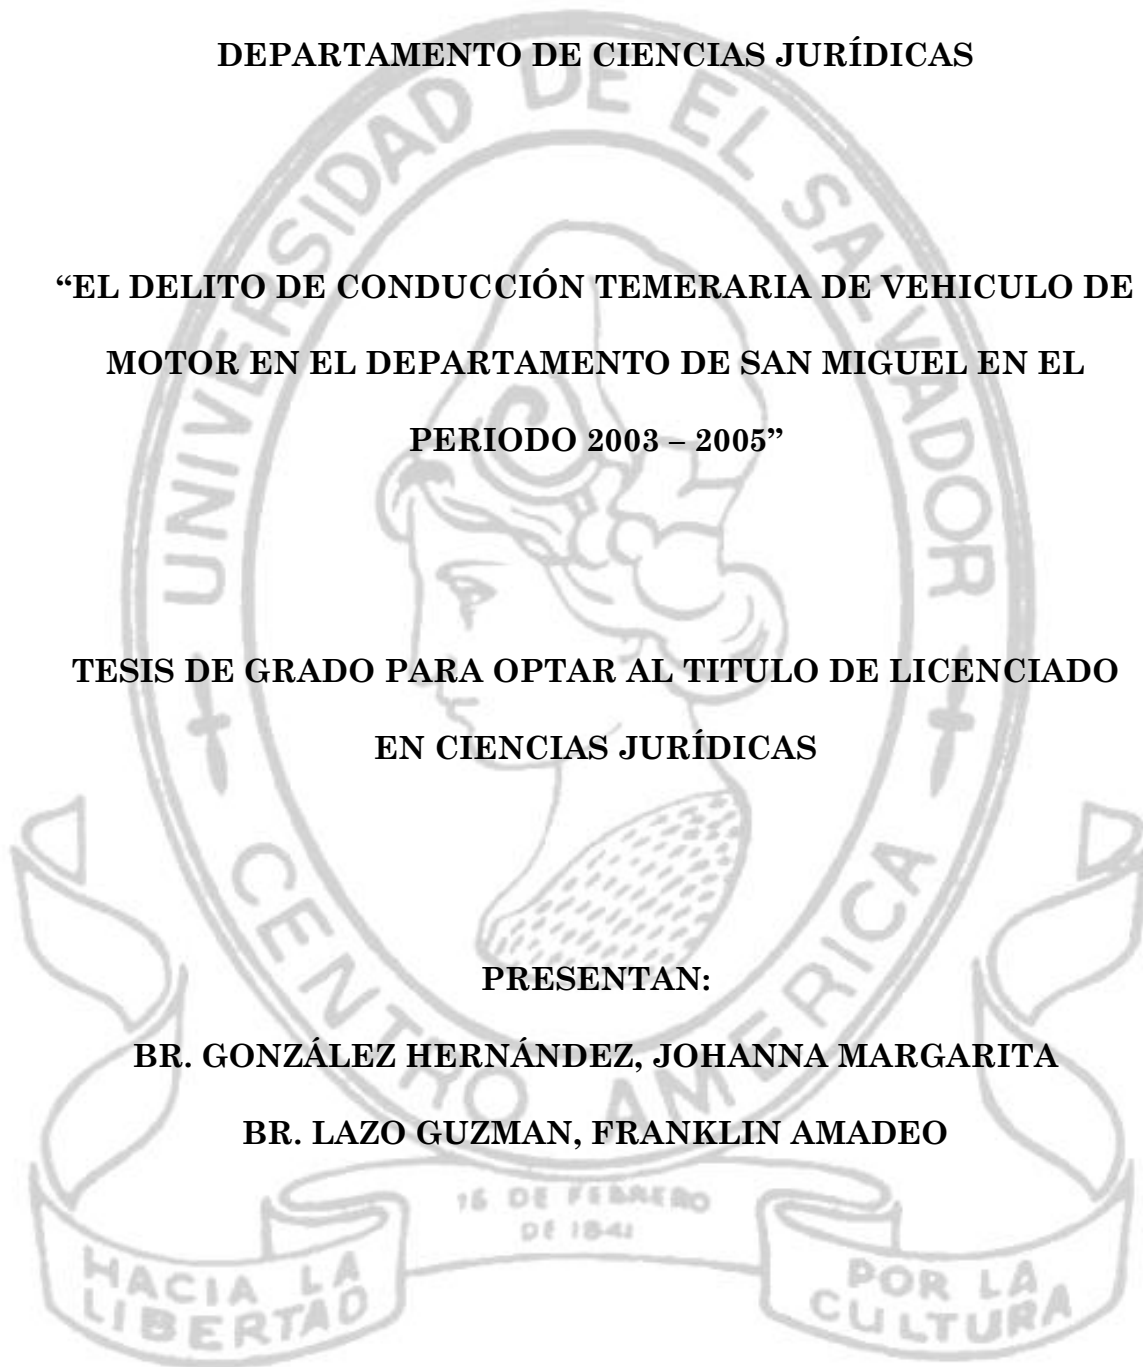 DEPARTAMENTO DE CIENCIAS JURÍDICAS
“EL DELITO DE CONDUCCIÓN TEMERARIA DE VEHICULO DE
MOTOR EN EL DEPARTAMENTO DE SAN MIGUEL EN EL
PERIODO 2003 – 2005”
TESIS DE GRADO PARA OPTAR AL TITULO DE LICENCIADO
EN CIENCIAS JURÍDICAS
PRESENTAN:
BR. GONZÁLEZ HERNÁNDEZ, JOHANNA MARGARITA
BR. LAZO GUZMAN, FRANKLIN AMADEO
UNIVERSIDAD DE EL SALVADOR
CENTRO AMERICA
16 DE FEBRERO
DE 1841
HACIA LA
LIBERTAD
POR LA
CULTURA